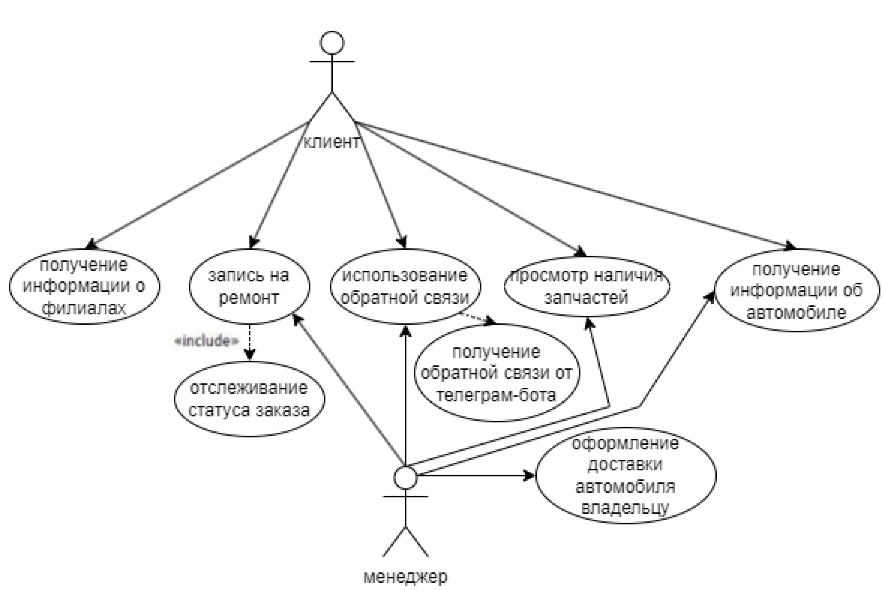 клиент
получение
информации о
филиалах
запись на
ремонт
использование
обратной связи
просмотр наличия
запчастей
получение
информации об
автомобиле
«include»
отслеживание
статуса заказа
получение
обратной связи от
телеграм-бота
оформление
доставки
автомобиля
владельцу
менеджер